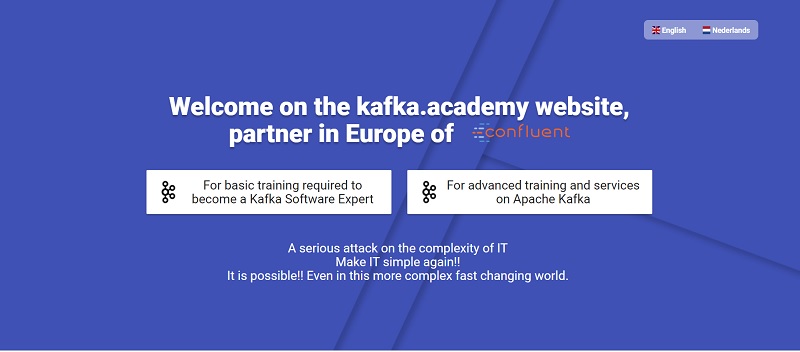 English Nederlands
Welcome on the kafka.academy website,
partner in Europe of confluent
For basic training required to
become a Kafka Software Expert
For advanced training and services
on Apache Kafka
A serious attack on the complexity of IT
Make IT simple again!!
It is possible!! Even in this more complex fast changing world.